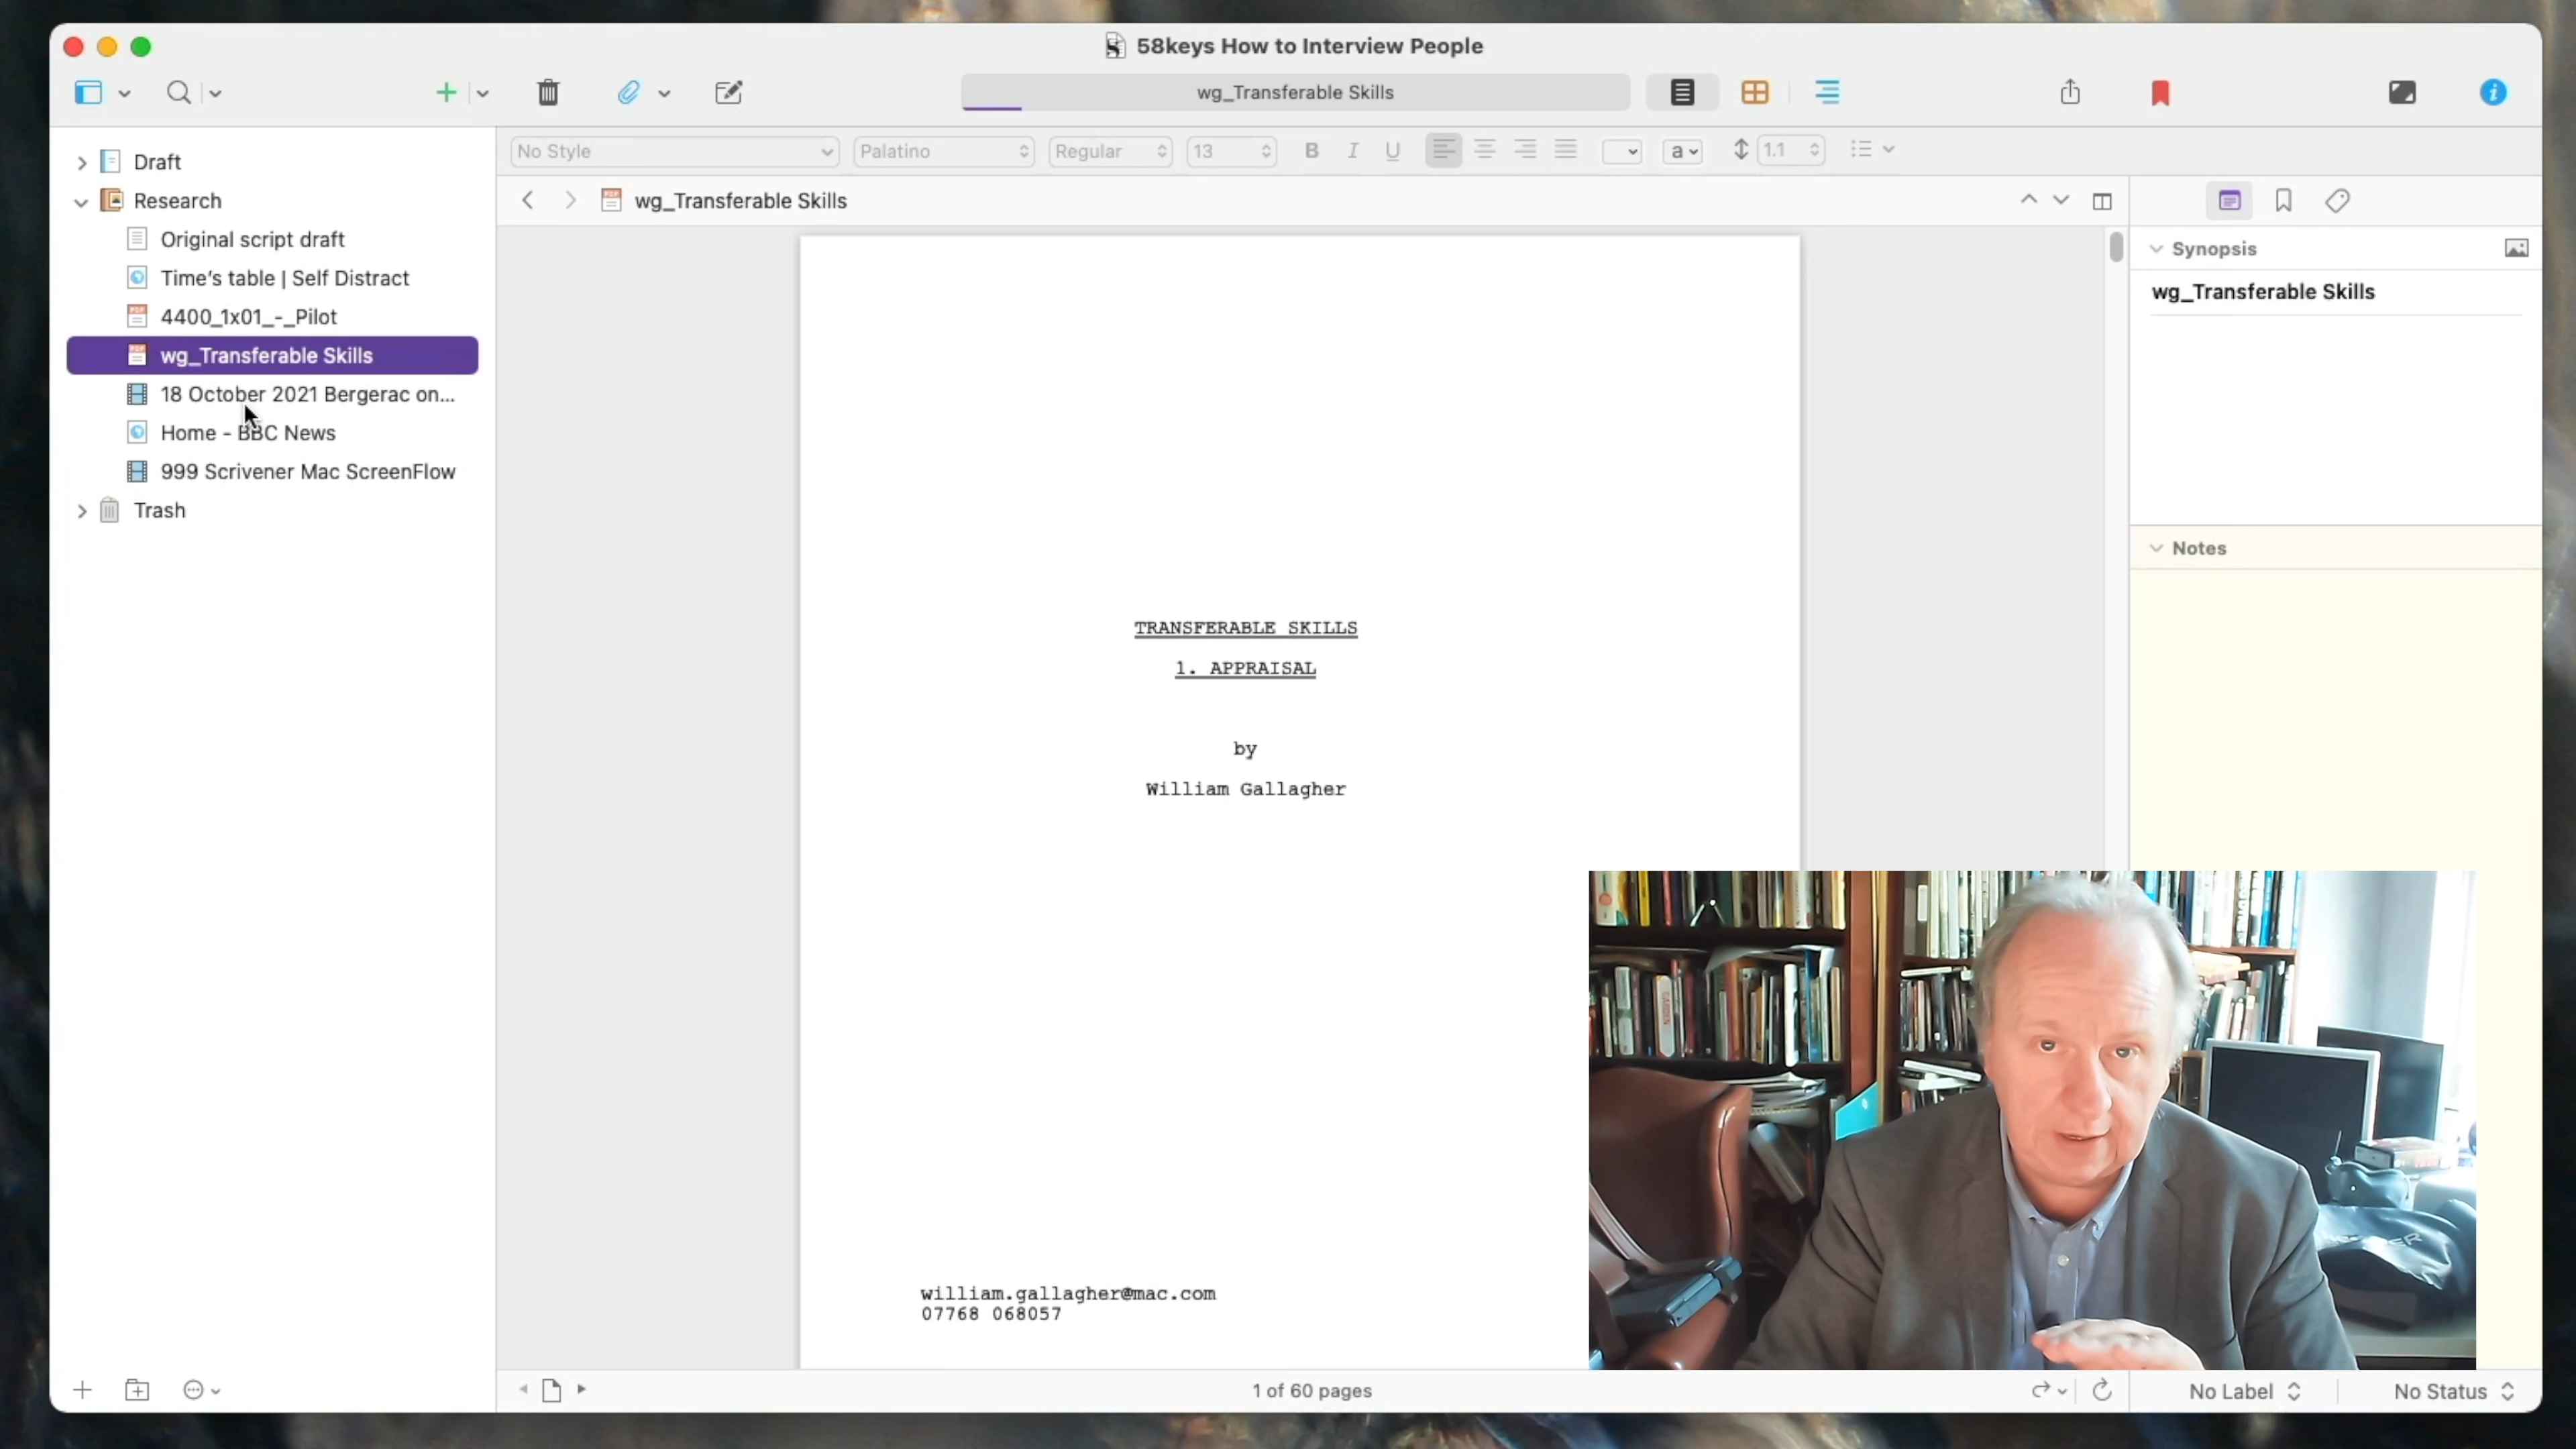 58keys How to Interview People
wg_Transferable Skills
No Style
Palatino
Regular
13
B I U
a
1.1
Draft
Research
Original script draft
Time's table | Self Distract
4400_1x01_-_Pilot
wg_Transferable Skills
18 October 2021 Bergerac on...
Home - BBC News
999 Scrivener Mac ScreenFlow
Trash
wg_Transferable Skills
TRANSFERABLE SKILLS
1. APPRAISAL
by
William Gallagher
william.gallagher@mac.com
07768 068057
1 of 60 pages
Synopsis
wg_Transferable Skills
Notes
No Label
No Status